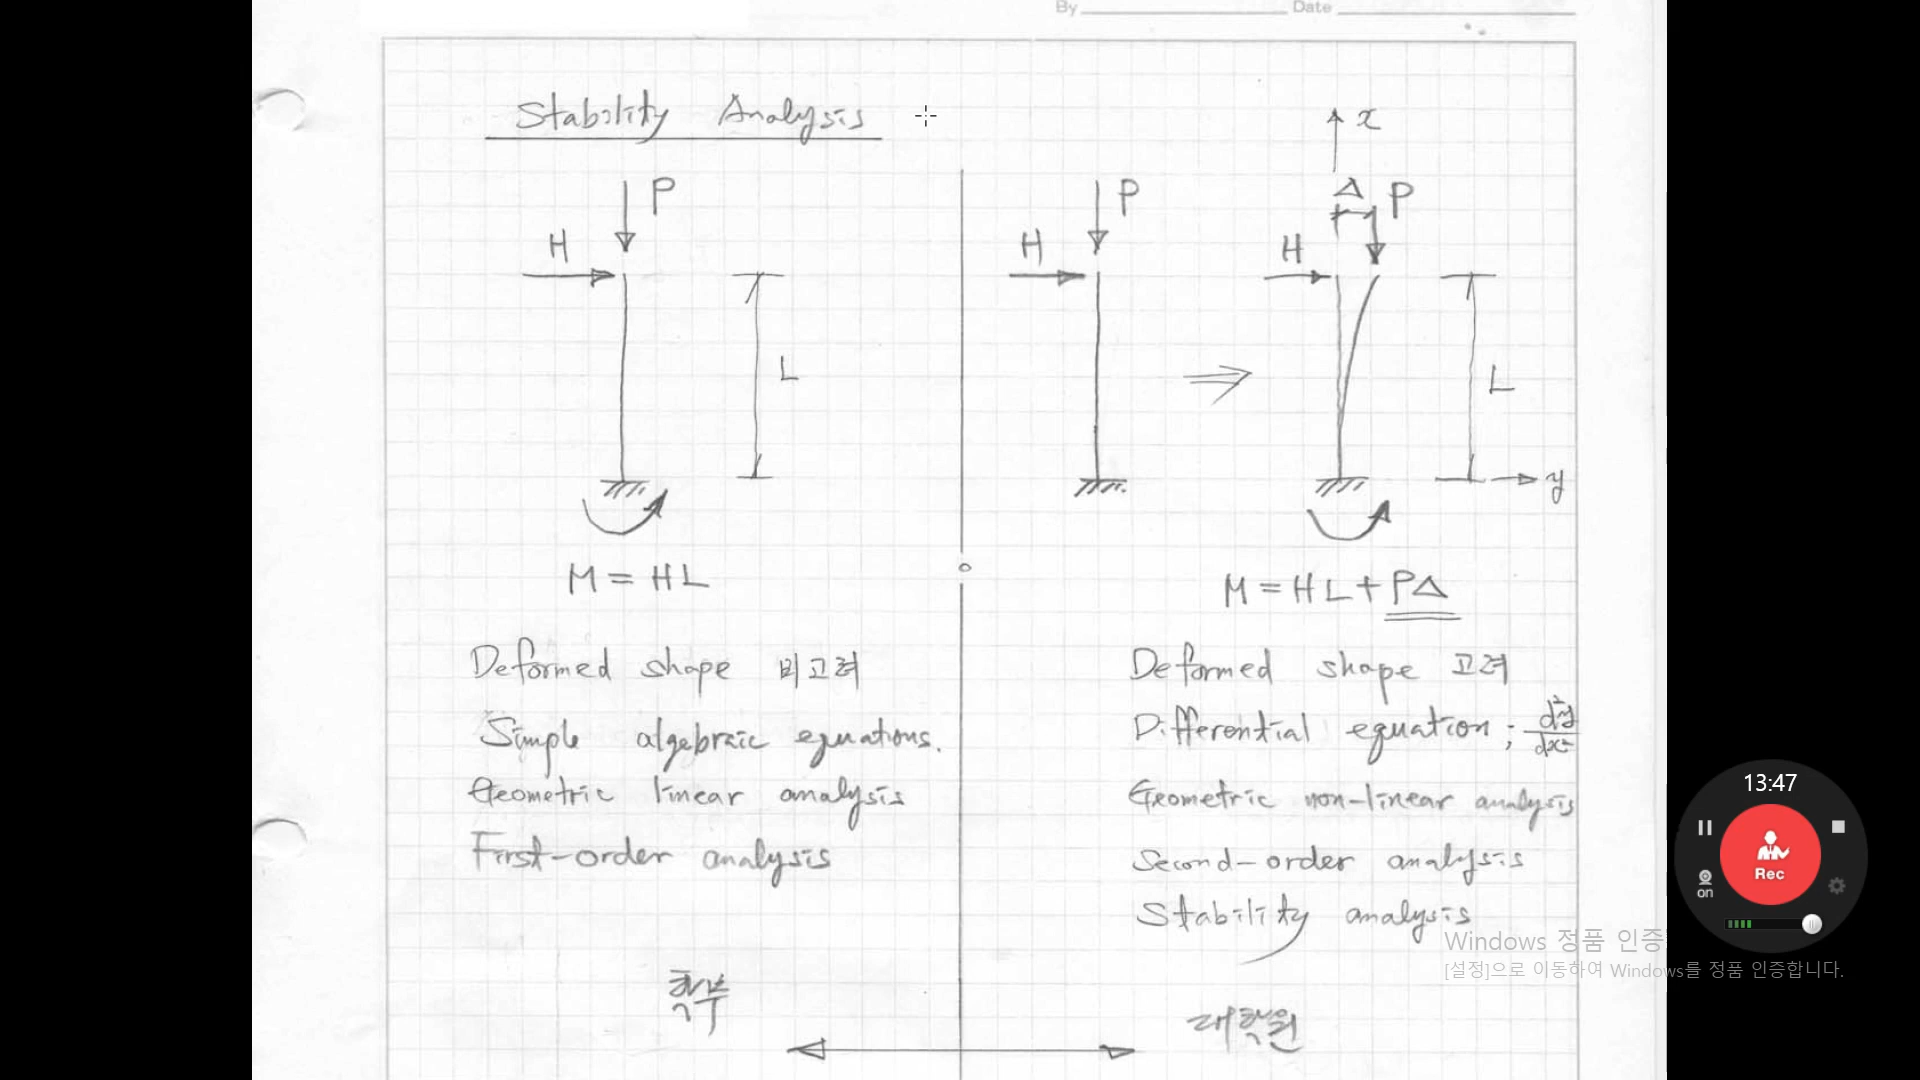 By Date
Stability Analysis
P
H
L
M = HL
Deformed shape 비고려
Simple algebraic equations.
Geometric linear analysis
First-order analysis
학부
P
H
x
Δ P
H
L
y
M = HL + PΔ
Deformed shape 고려
Differential equation ; d²y/dx²
Geometric non-linear analysis
Second-order analysis
Stability analysis
대학원
13:47
Rec
on
Windows 정품 인증
[설정]으로 이동하여 Windows를 정품 인증합니다.